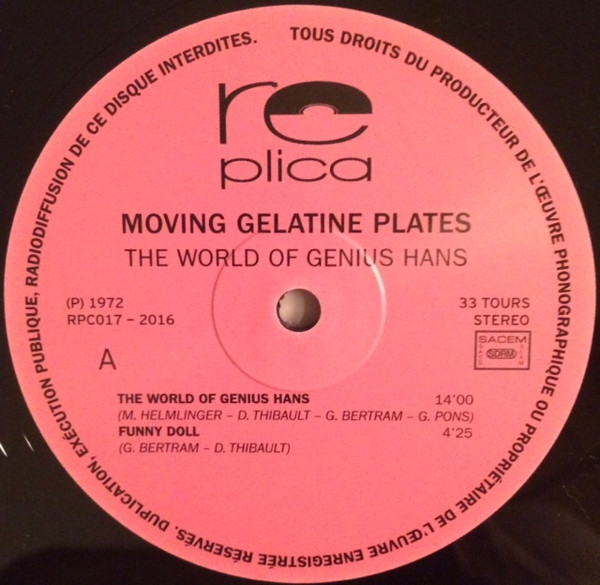 TOUS DROITS DU PRODUCTEUR DE L'ŒUVRE PHONOGRAPHIQUE OU PROPRIÉTAIRE DE L'ŒUVRE ENREGISTRÉE RÉSERVÉS. DUPLICATION, EXÉCUTION PUBLIQUE, RADIODIFFUSION DE CE DISQUE INTERDITES.
re
plica
MOVING GELATINE PLATES
THE WORLD OF GENIUS HANS
(P) 1972
33 TOURS
RPC017 – 2016
STEREO
A
SACEM
SDRM
THE WORLD OF GENIUS HANS 14'00
(M. HELMLINGER – D. THIBAULT – G. BERTRAM – G. PONS)
FUNNY DOLL 4'25
(G. BERTRAM – D. THIBAULT)